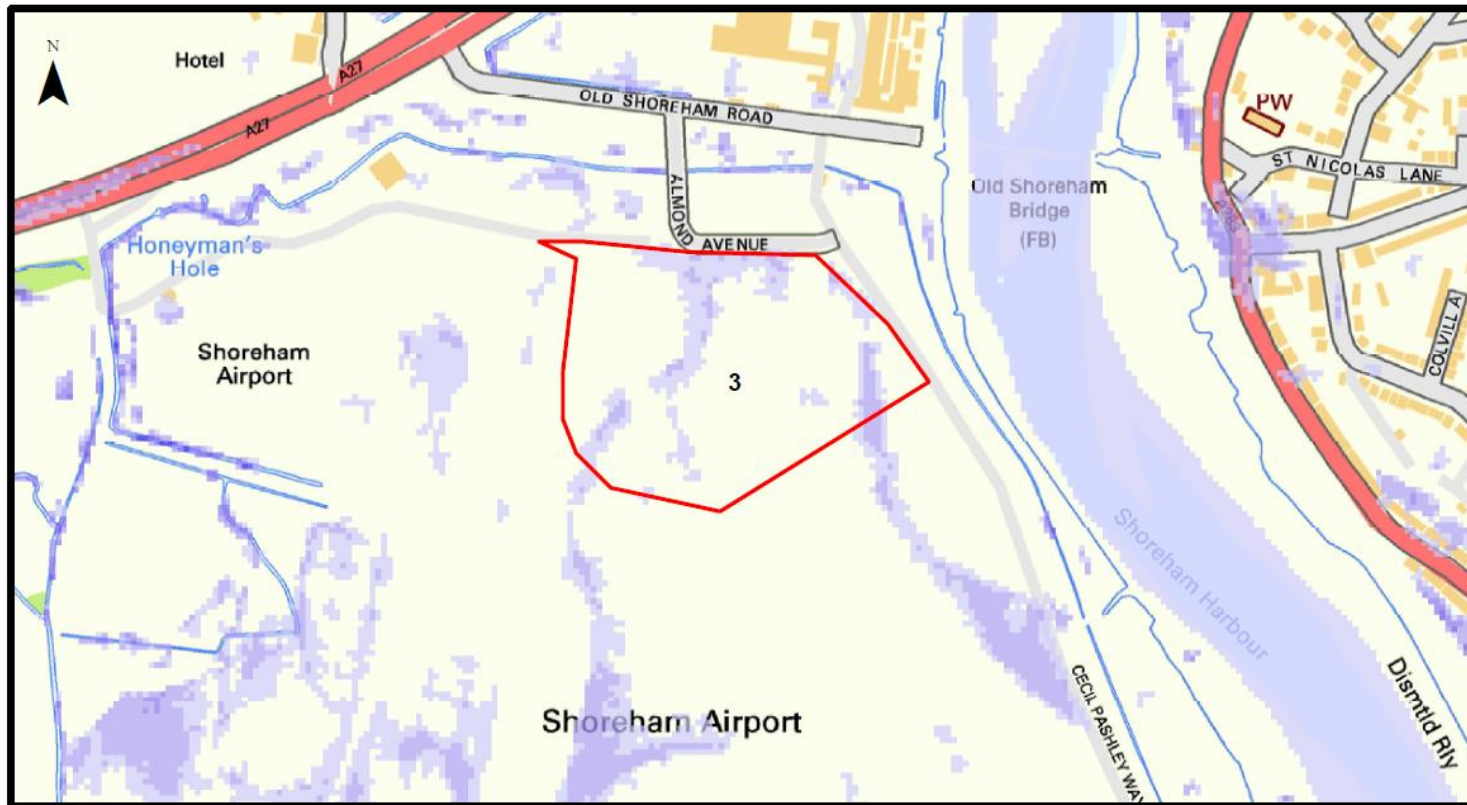 N
Hotel
A27
A27
OLD SHOREHAM ROAD
PW
ST NICOLAS LANE
ALMOND
AVENUE
Old Shoreham
Bridge
(FB)
A283
Honeyman's
Hole
Shoreham
Airport
3
COLVILL A
Shoreham Harbour
Shoreham Airport
CECIL PASHLEY WAY
Dismtld Rly